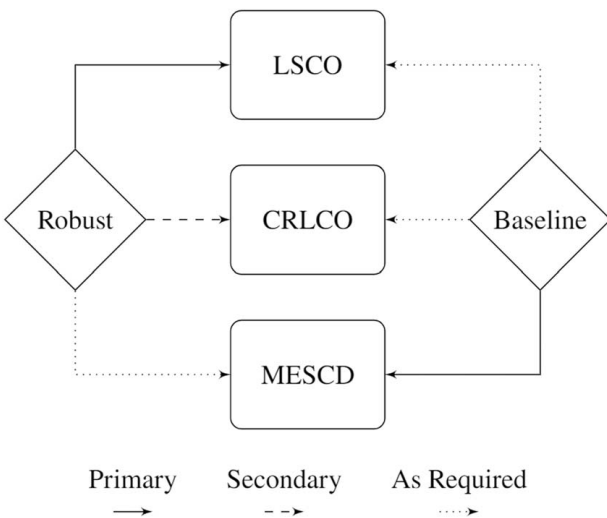 LSCO
Robust
CRLCO
Baseline
MESCD
Primary
Secondary
As Required